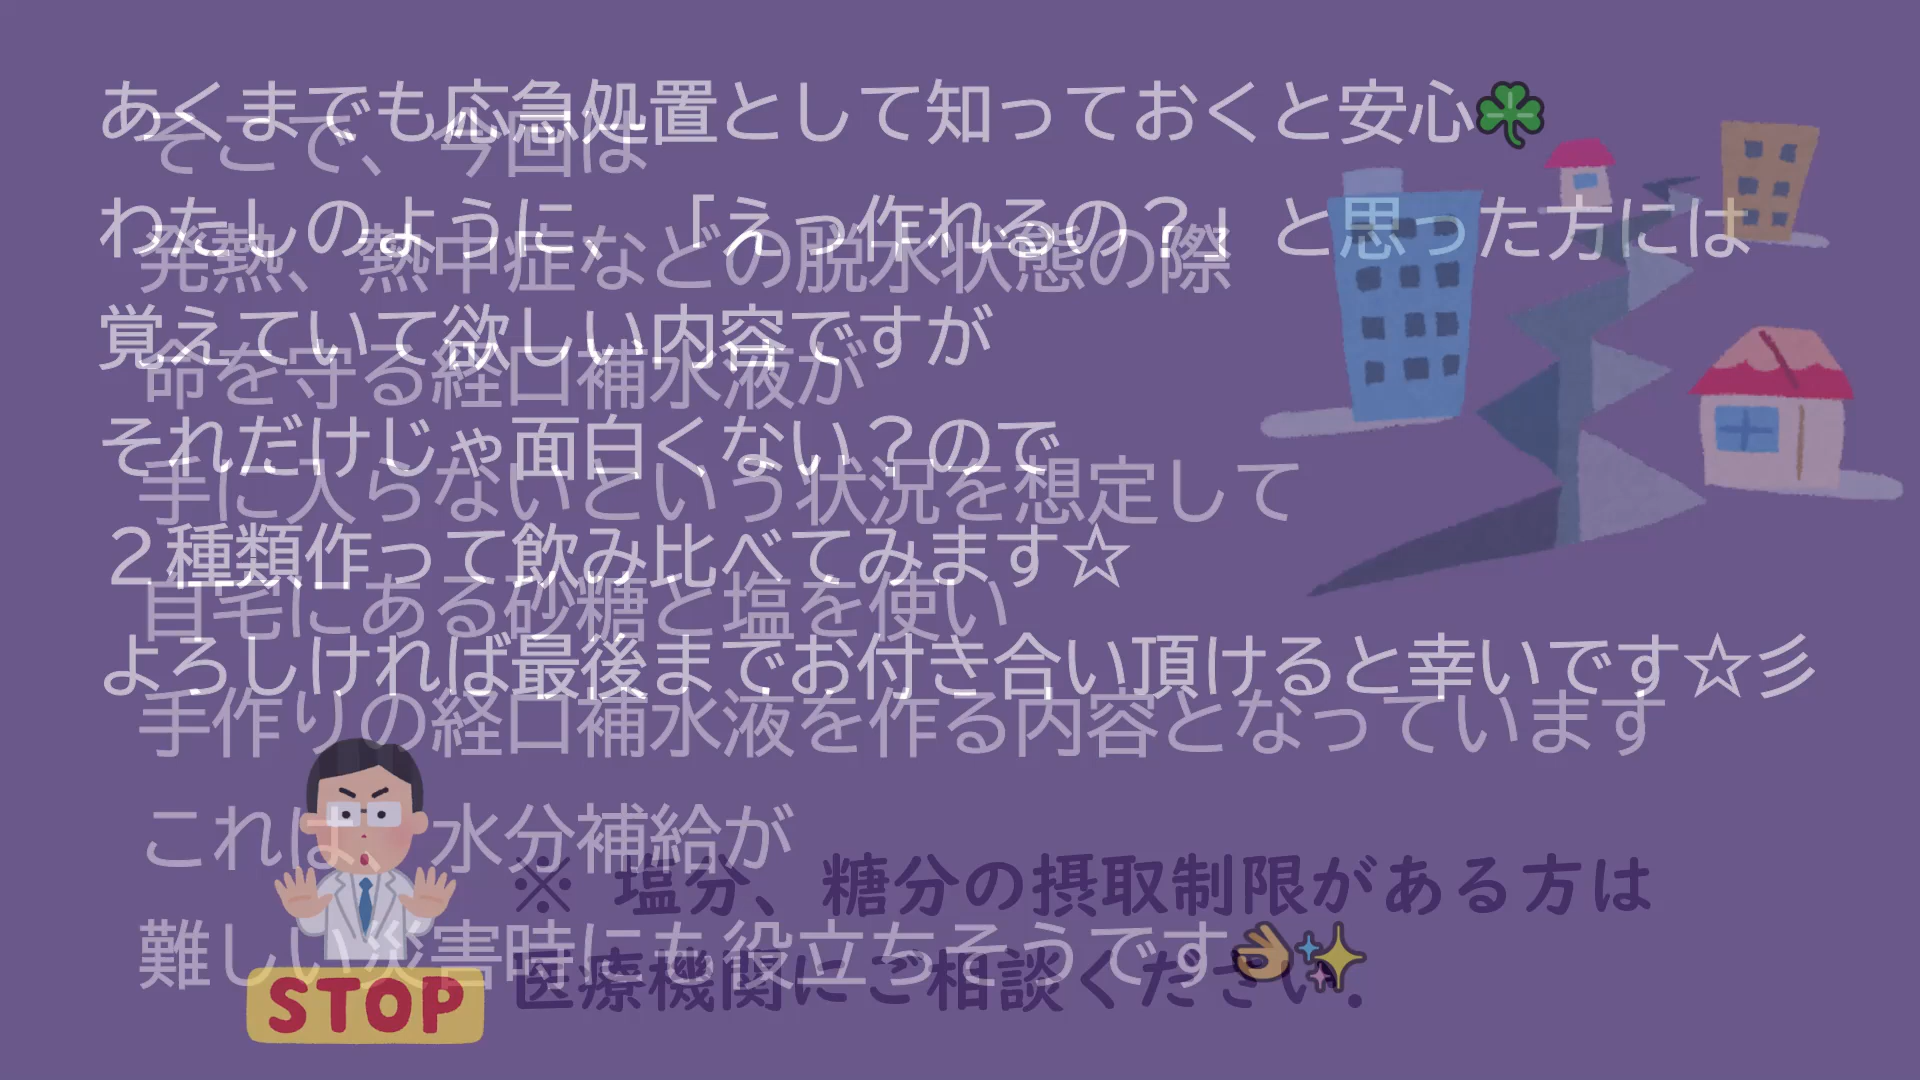 あくまでも応急処置として知っておくと安心☘
わたしのように、「えっ作れるの？」と思った方には
覚えていて欲しい内容ですが
それだけじゃ面白くない？ので
２種類作って飲み比べてみます☆
よろしければ最後までお付き合い頂けると幸いです☆彡
そこで、今回は
発熱、熱中症などの脱水状態の際
命を守る経口補水液が
手に入らないという状況を想定して
自宅にある砂糖と塩を使い
手作りの経口補水液を作る内容となっています
これは、水分補給が
難しい災害時にも役立ちそうです👌✨
※ 塩分、糖分の摂取制限がある方は
医療機関にご相談ください.
STOP